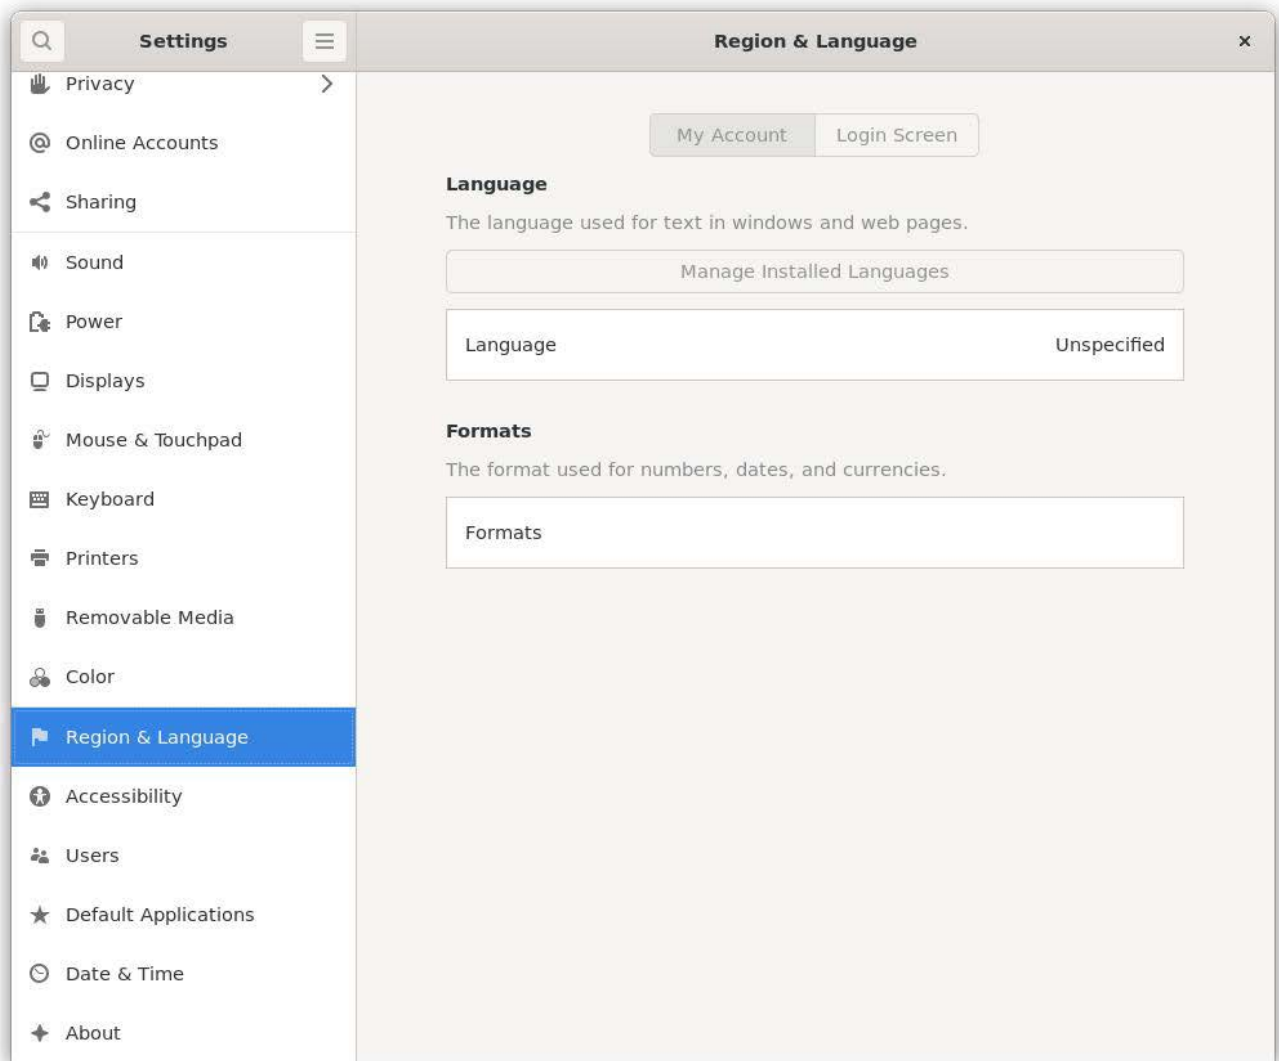 Settings
Region & Language
Privacy
Online Accounts
Sharing
Sound
Power
Displays
Mouse & Touchpad
Keyboard
Printers
Removable Media
Color
Region & Language
Accessibility
Users
Default Applications
Date & Time
About
My Account
Login Screen
Language
The language used for text in windows and web pages.
Manage Installed Languages
Language Unspecified
Formats
The format used for numbers, dates, and currencies.
Formats